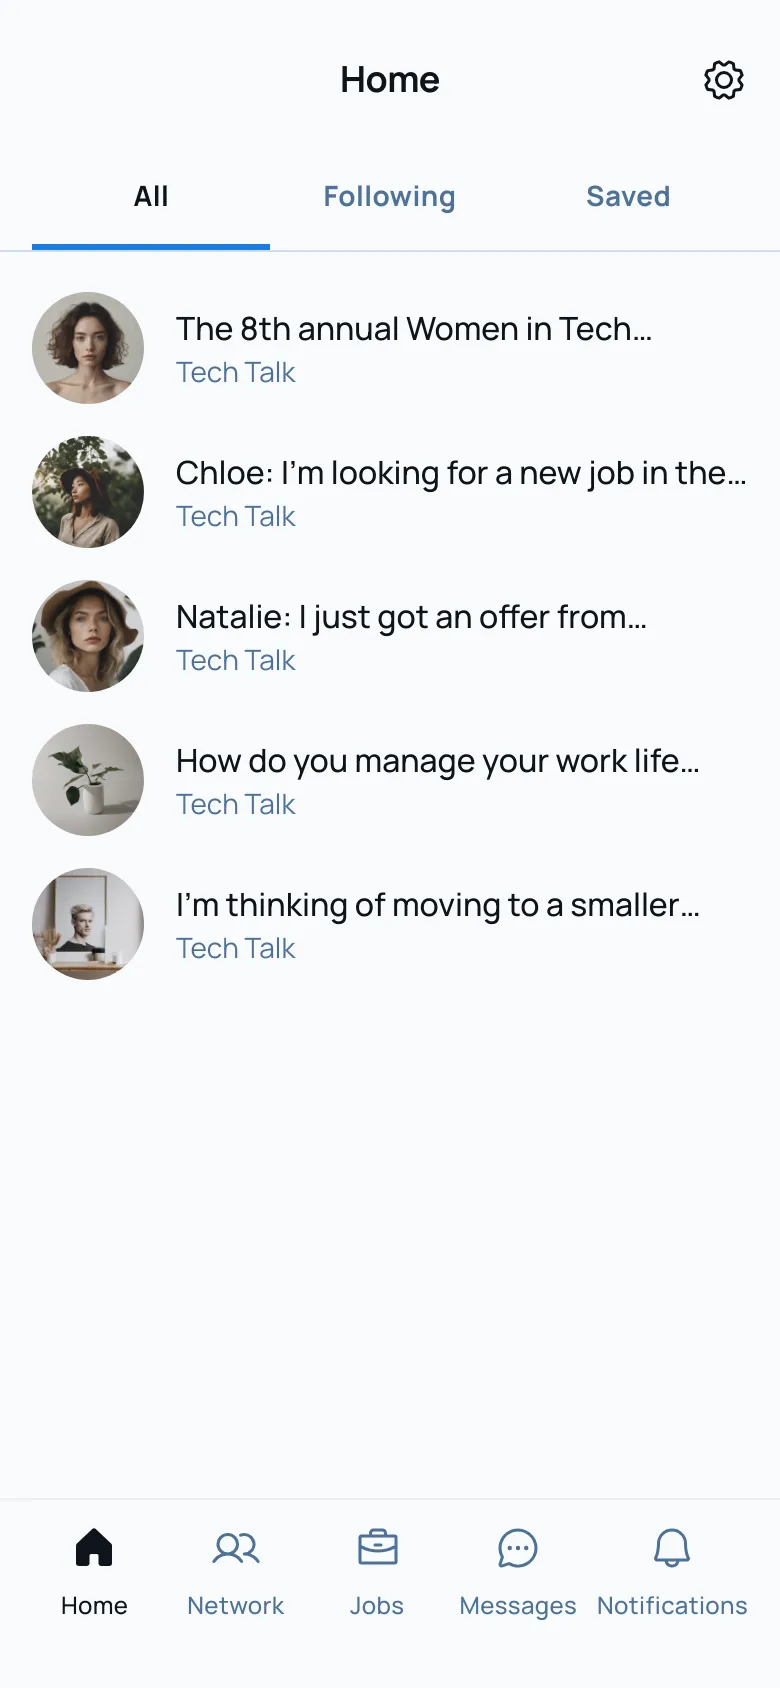 Home
All
Following
Saved
The 8th annual Women in Tech...
Tech Talk
Chloe: I'm looking for a new job in the...
Tech Talk
Natalie: I just got an offer from...
Tech Talk
How do you manage your work life...
Tech Talk
I'm thinking of moving to a smaller...
Tech Talk
Home
Network
Jobs
Messages
Notifications